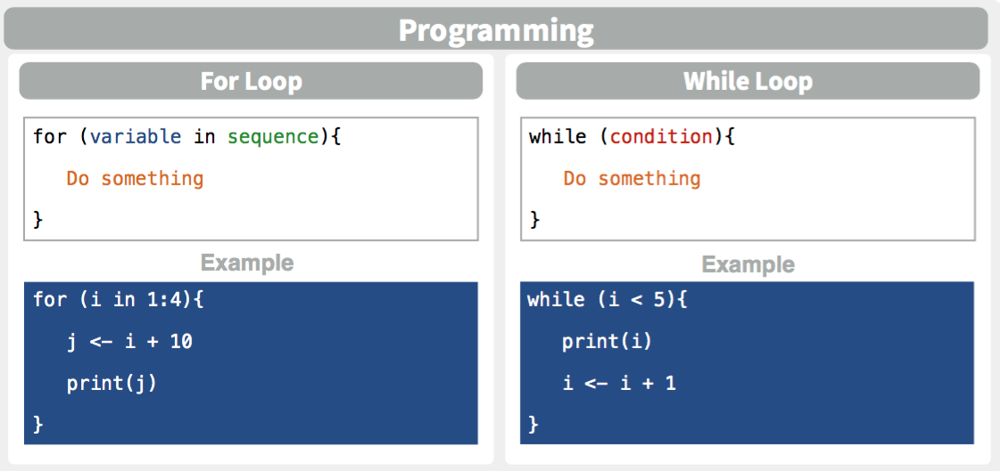 Programming
For Loop
for (variable in sequence){
Do something
}
Example
for (i in 1:4){
j <- i + 10
print(j)
}
While Loop
while (condition){
Do something
}
Example
while (i < 5){
print(i)
i <- i + 1
}